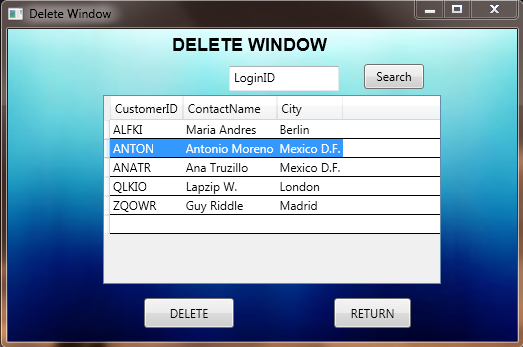 Delete Window
DELETE WINDOW
LoginID Search
CustomerID ContactName City
ALFKI Maria Andres Berlin
ANTON Antonio Moreno Mexico D.F.
ANATR Ana Truzillo Mexico D.F.
QLKIO Lapzip W. London
ZQOWR Guy Riddle Madrid
DELETE RETURN